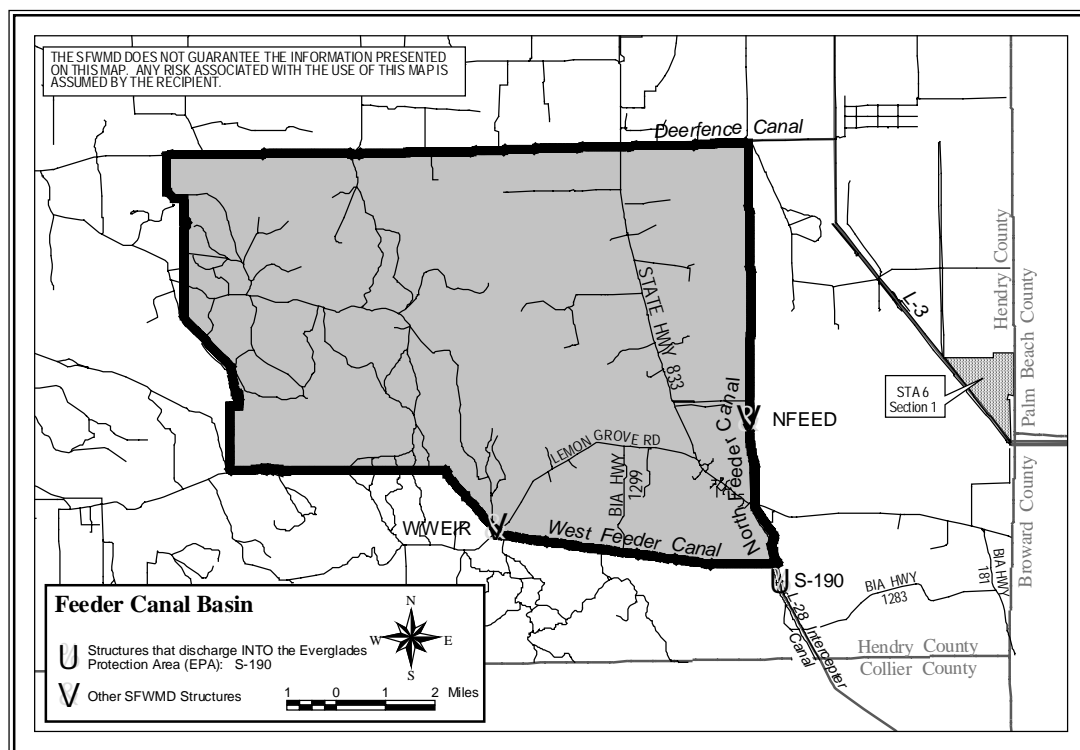 THE SFWMD DOES NOT GUARANTEE THE INFORMATION PRESENTED
ON THIS MAP. ANY RISK ASSOCIATED WITH THE USE OF THIS MAP IS
ASSUMED BY THE RECIPIENT.
Deerfence Canal
Hendry County
Palm Beach County
L-3
STATE HWY 833
STA 6
Section 1
North Feeder Canal
NFEED
LEMON GROVE RD
BIA HWY
1299
WWEIR
West Feeder Canal
Broward County
S-190
BIA HWY
1283
BIA HWY
181
L-28 Interceptor
Canal
Hendry County
Collier County
Feeder Canal Basin
N
W
E
S
Structures that discharge INTO the Everglades
Protection Area (EPA): S-190
Other SFWMD Structures
1 0 1 2 Miles